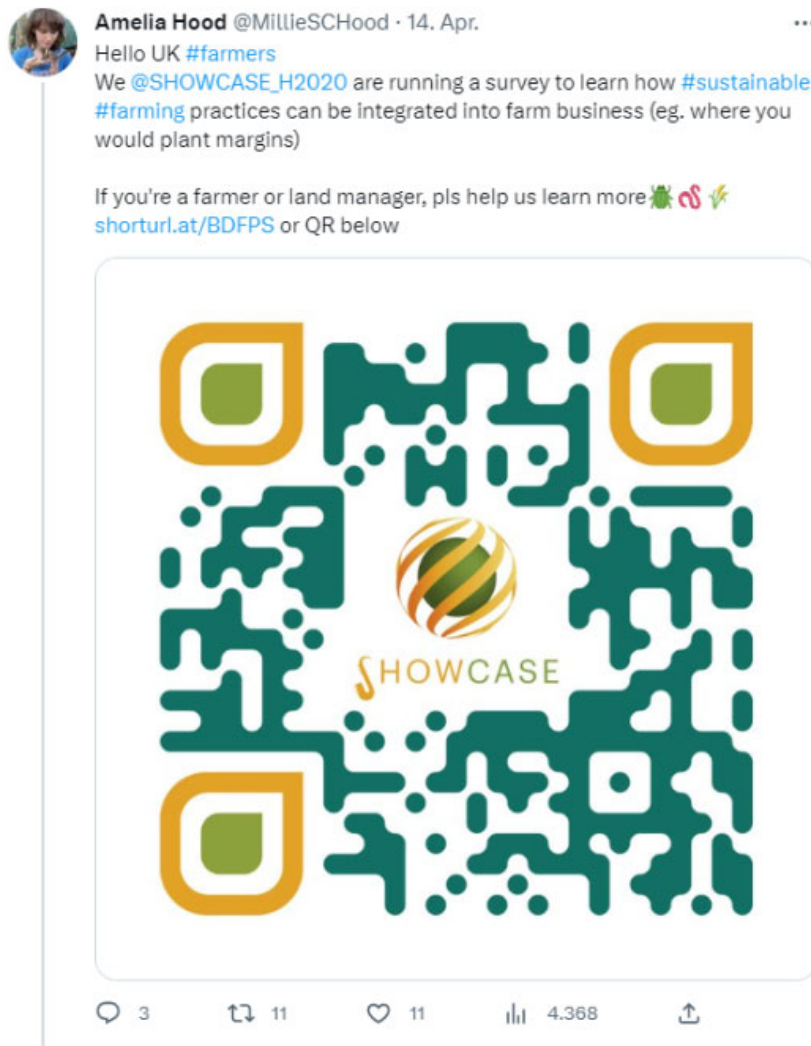 Amelia Hood @MillieSCHood · 14. Apr.
Hello UK #farmers
We @SHOWCASE_H2020 are running a survey to learn how #sustainable
#farming practices can be integrated into farm business (eg. where you
would plant margins)
If you're a farmer or land manager, pls help us learn more🪲🪱🌾
shorturl.at/BDFPS or QR below
SHOWCASE
3 11 11 4.368